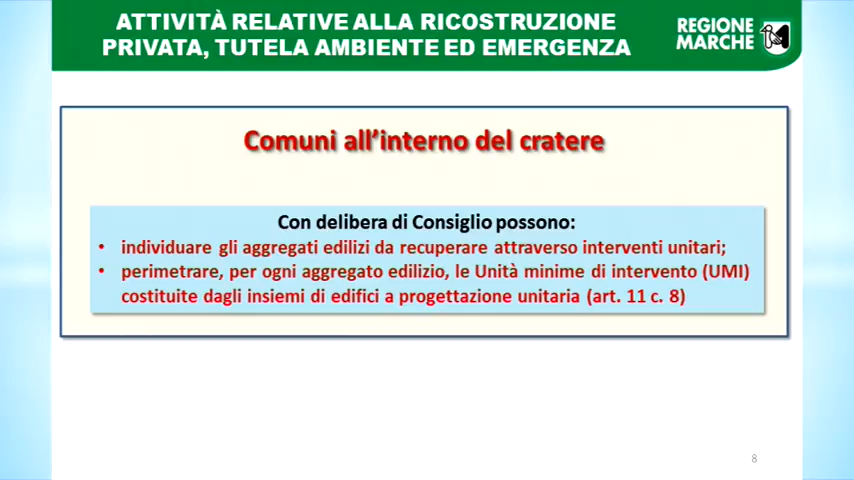 ATTIVITÀ RELATIVE ALLA RICOSTRUZIONE
PRIVATA, TUTELA AMBIENTE ED EMERGENZA
REGIONE
MARCHE
Comuni all’interno del cratere
Con delibera di Consiglio possono:
• individuare gli aggregati edilizi da recuperare attraverso interventi unitari;
• perimetrare, per ogni aggregato edilizio, le Unità minime di intervento (UMI)
costituite dagli insiemi di edifici a progettazione unitaria (art. 11 c. 8)
8